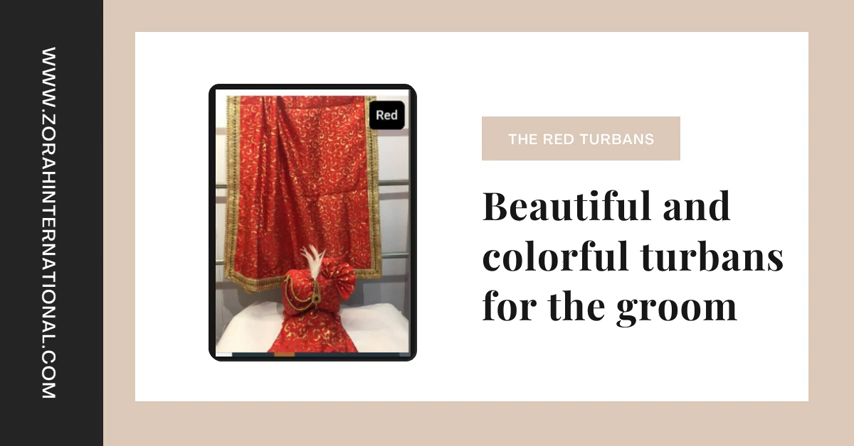 WWW.ZORAHINTERNATIONAL.COM
Red
THE RED TURBANS
Beautiful and
colorful turbans
for the groom